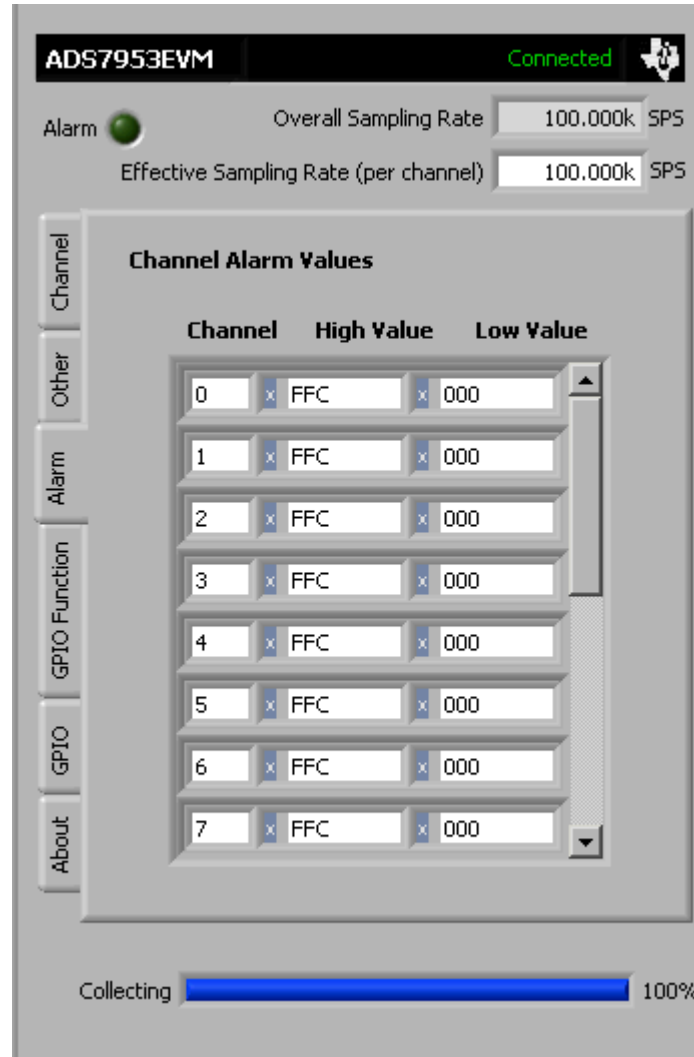 ADS7953EVM Connected
Alarm Overall Sampling Rate 100.000k SPS
Effective Sampling Rate (per channel) 100.000k SPS
Channel
Other
Alarm
GPIO Function
GPIO
About
Channel Alarm Values
Channel High Value Low Value
0 x FFC x 000
1 x FFC x 000
2 x FFC x 000
3 x FFC x 000
4 x FFC x 000
5 x FFC x 000
6 x FFC x 000
7 x FFC x 000
Collecting 100%